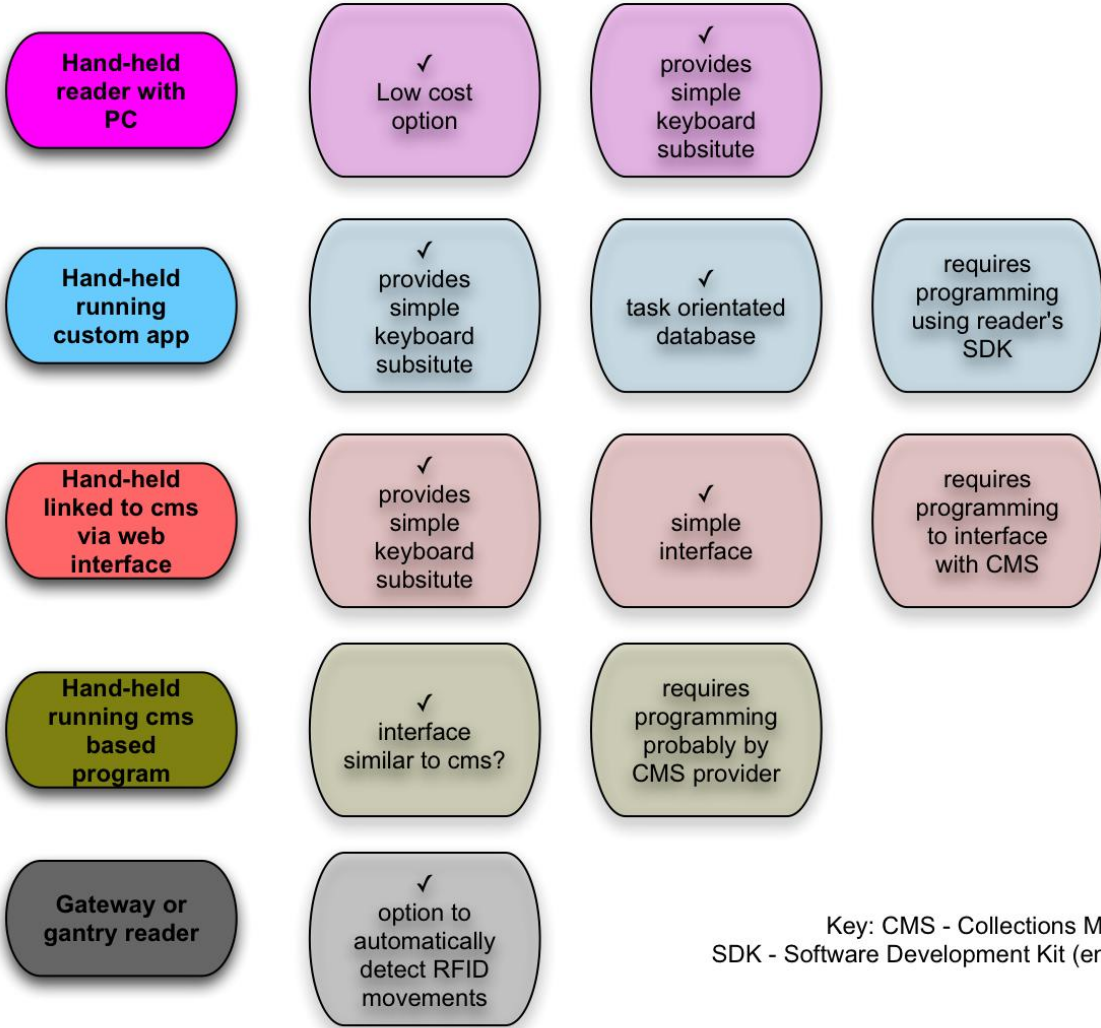 Hand-held
reader with
PC
✓
Low cost
option
✓
provides
simple
keyboard
subsitute
Hand-held
running
custom app
✓
provides
simple
keyboard
subsitute
✓
task orientated
database
requires
programming
using reader's
SDK
Hand-held
linked to cms
via web
interface
✓
provides
simple
keyboard
subsitute
✓
simple
interface
requires
programming
to interface
with CMS
Hand-held
running cms
based
program
✓
interface
similar to cms?
requires
programming
probably by
CMS provider
Gateway or
gantry reader
✓
option to
automatically
detect RFID
movements
Key: CMS - Collections M
SDK - Software Development Kit (en